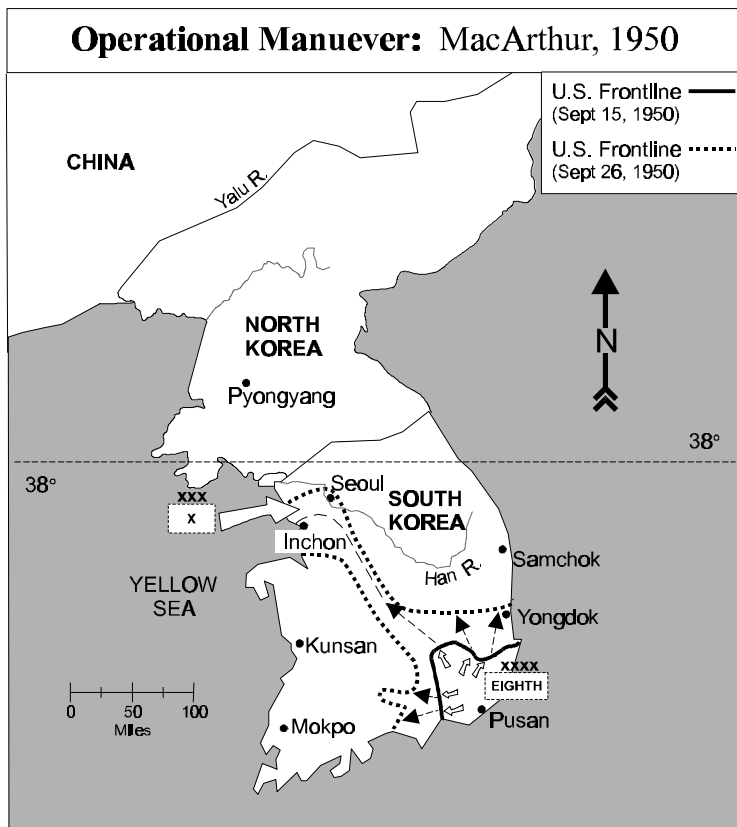 Operational Manuever: MacArthur, 1950
U.S. Frontline
(Sept 15, 1950)
U.S. Frontline
(Sept 26, 1950)
CHINA
Yalu R.
N
NORTH
KOREA
Pyongyang
38°
38°
xxx
x
Seoul
SOUTH
KOREA
Inchon
Han R.
Samchok
YELLOW
SEA
Yongdok
Kunsan
xxxx
EIGHTH
0 50 100
Miles
Mokpo
Pusan